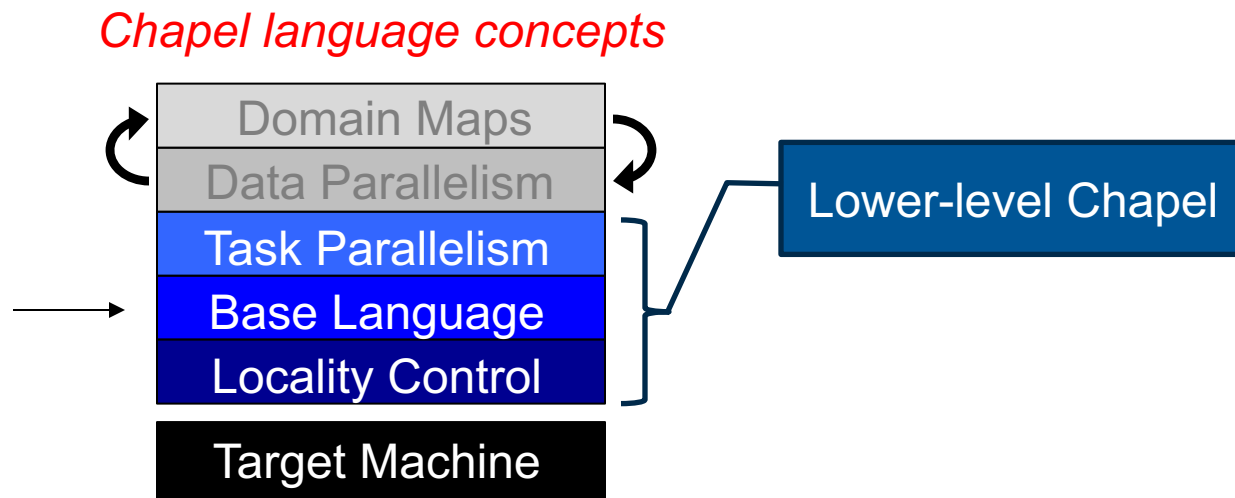 Chapel language concepts
Domain Maps
Data Parallelism
Task Parallelism
Base Language
Locality Control
Target Machine
Lower-level Chapel